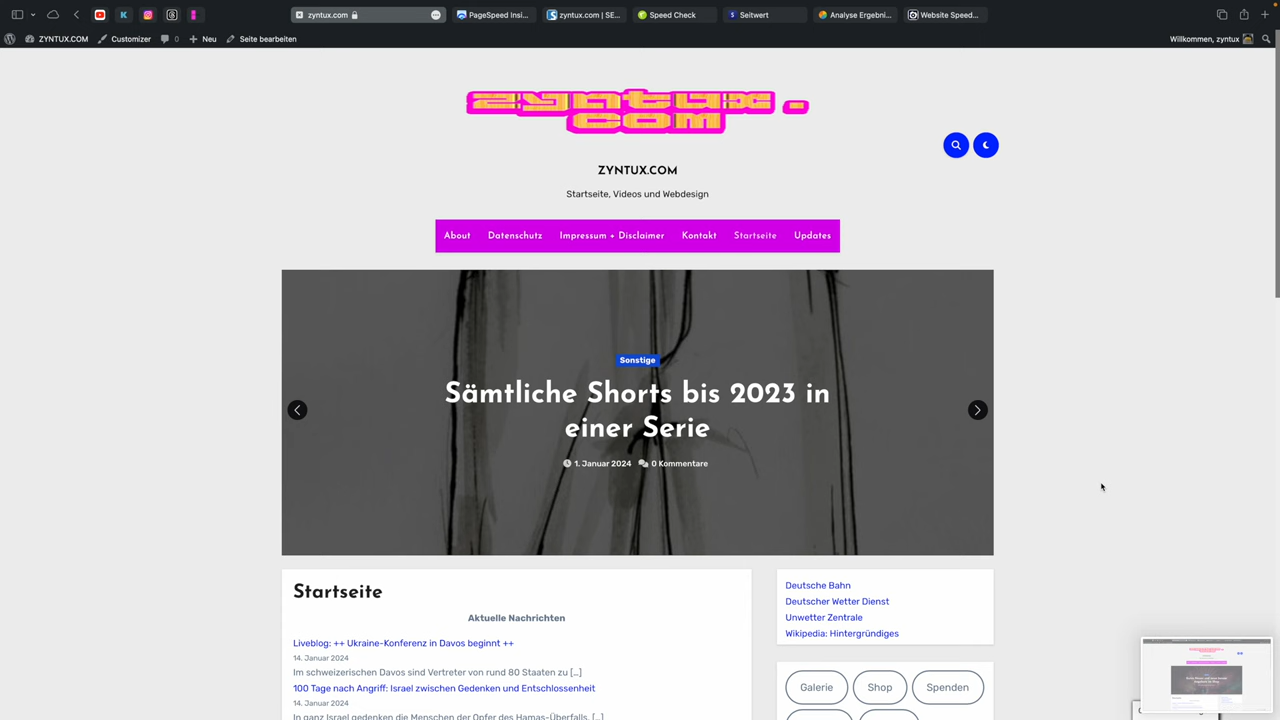 zyntux.com
PageSpeed Insi...
zyntux.com | SE...
Speed Check
Seitwert
Analyse Ergebni...
Website Speed...
ZYNTUX.COM
Customizer
0
Neu
Seite bearbeiten
Willkommen, zyntux
zyntux.
com
ZYNTUX.COM
Startseite, Videos und Webdesign
About
Datenschutz
Impressum + Disclaimer
Kontakt
Startseite
Updates
Sonstige
Sämtliche Shorts bis 2023 in
einer Serie
1. Januar 2024
0 Kommentare
Startseite
Aktuelle Nachrichten
Liveblog: ++ Ukraine-Konferenz in Davos beginnt ++
14. Januar 2024
Im schweizerischen Davos sind Vertreter von rund 80 Staaten zu [...]
100 Tage nach Angriff: Israel zwischen Gedenken und Entschlossenheit
14. Januar 2024
In ganz Israel gedenken die Menschen der Opfer des Hamas-Überfalls. [...]
Deutsche Bahn
Deutscher Wetter Dienst
Unwetter Zentrale
Wikipedia: Hintergründiges
Galerie
Shop
Spenden